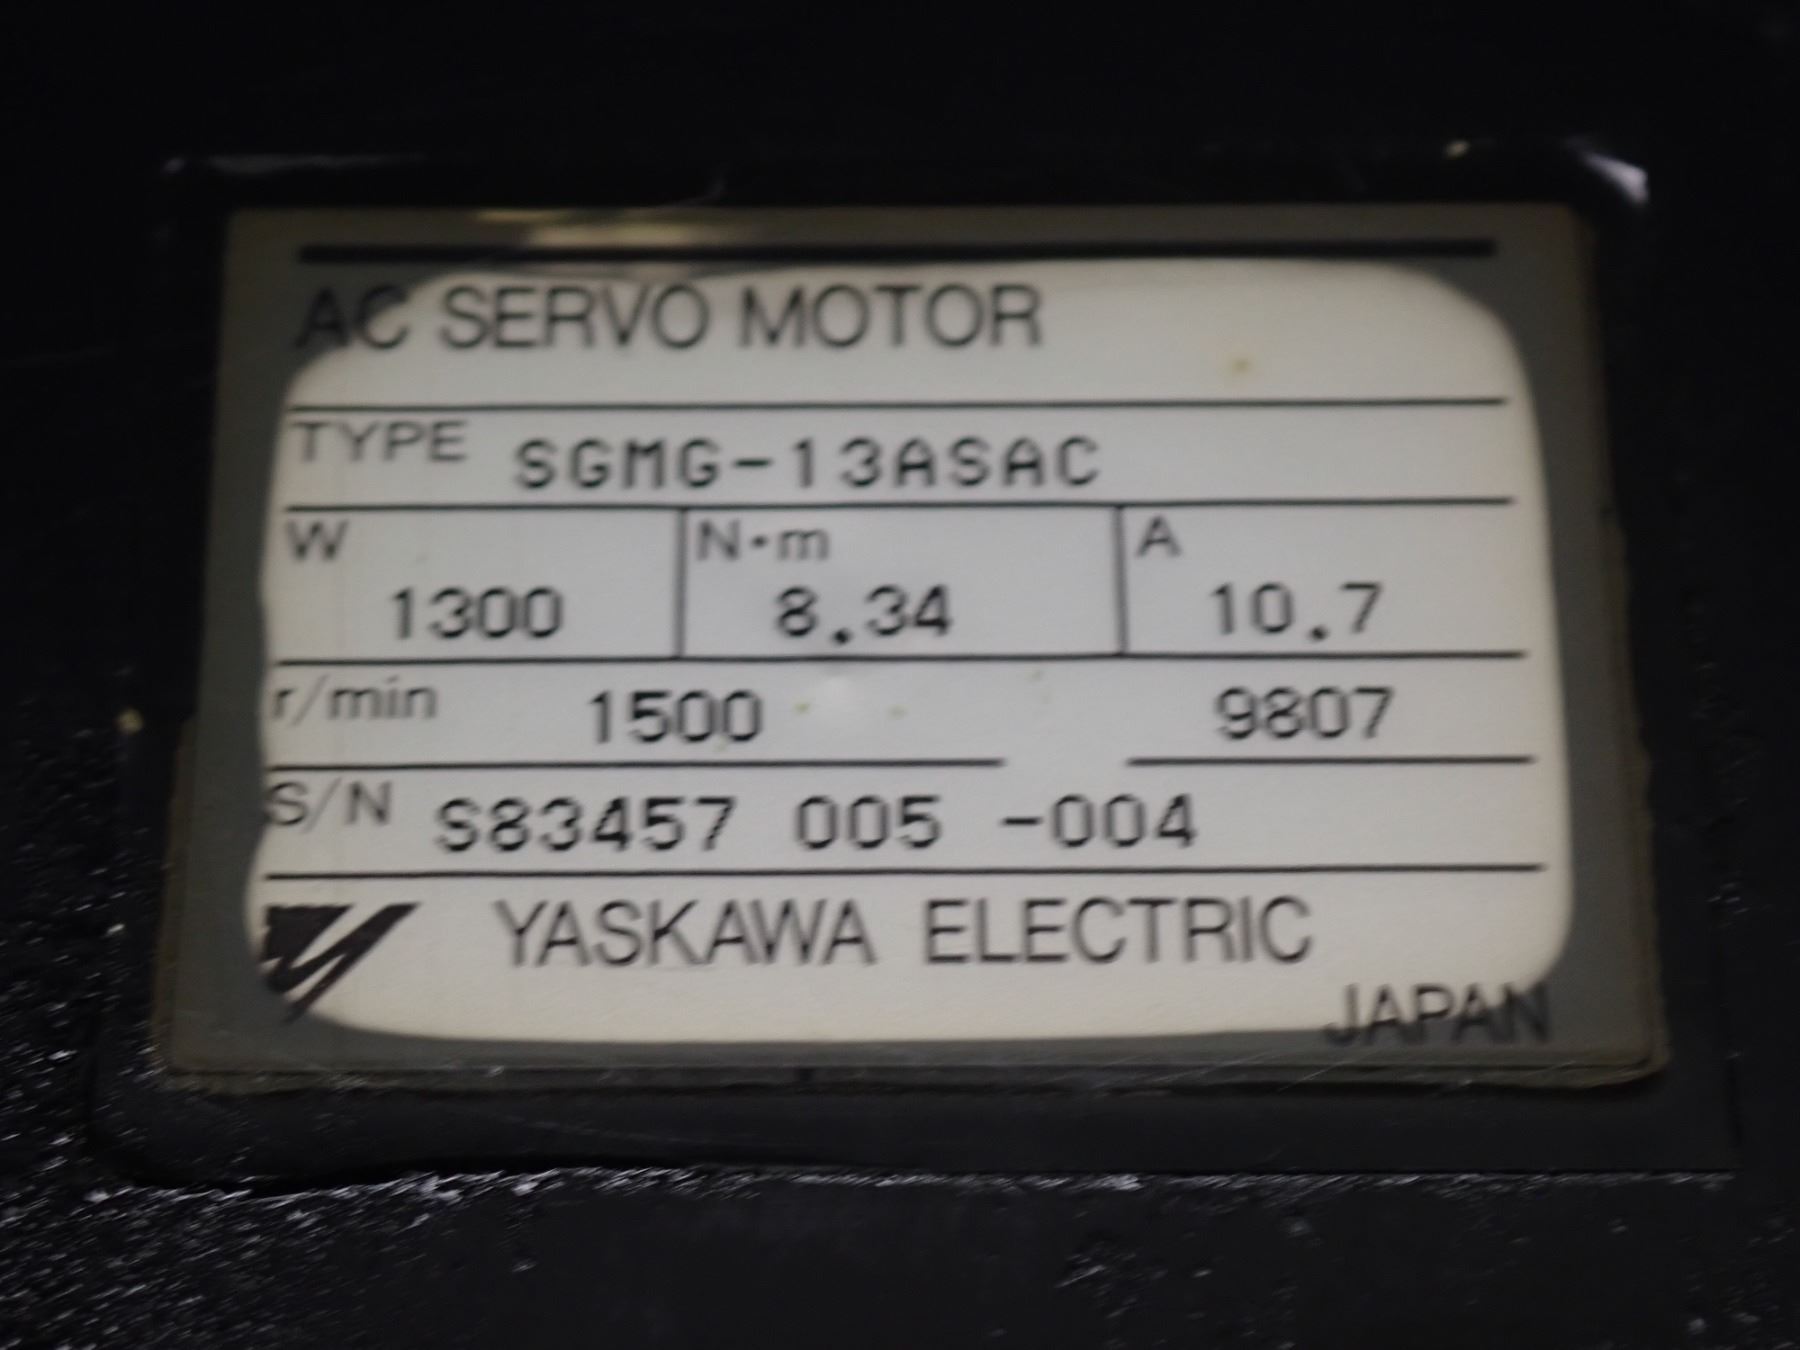 AC SERVO MOTOR
TYPE SGMG-13ASAC
W 1300 N·m 8.34 A 10.7
r/min 1500 9807
S/N S83457 005 -004
YASKAWA ELECTRIC
JAPAN